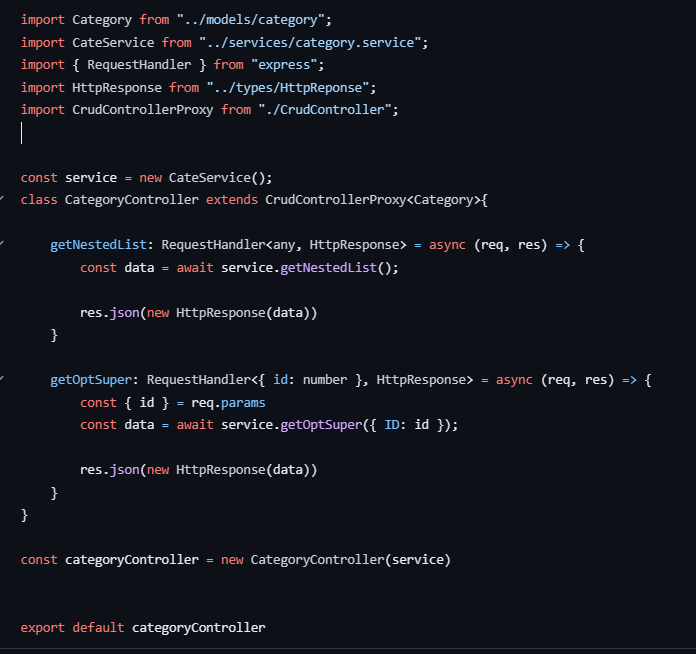 import Category from "../models/category";
import CateService from "../services/category.service";
import { RequestHandler } from "express";
import HttpResponse from "../types/HttpReponse";
import CrudControllerProxy from "./CrudController";
const service = new CateService();
class CategoryController extends CrudControllerProxy<Category>{
getNestedList: RequestHandler<any, HttpResponse> = async (req, res) => {
const data = await service.getNestedList();
res.json(new HttpResponse(data))
}
getOptSuper: RequestHandler<{ id: number }, HttpResponse> = async (req, res) => {
const { id } = req.params
const data = await service.getOptSuper({ ID: id });
res.json(new HttpResponse(data))
}
}
const categoryController = new CategoryController(service)
export default categoryController